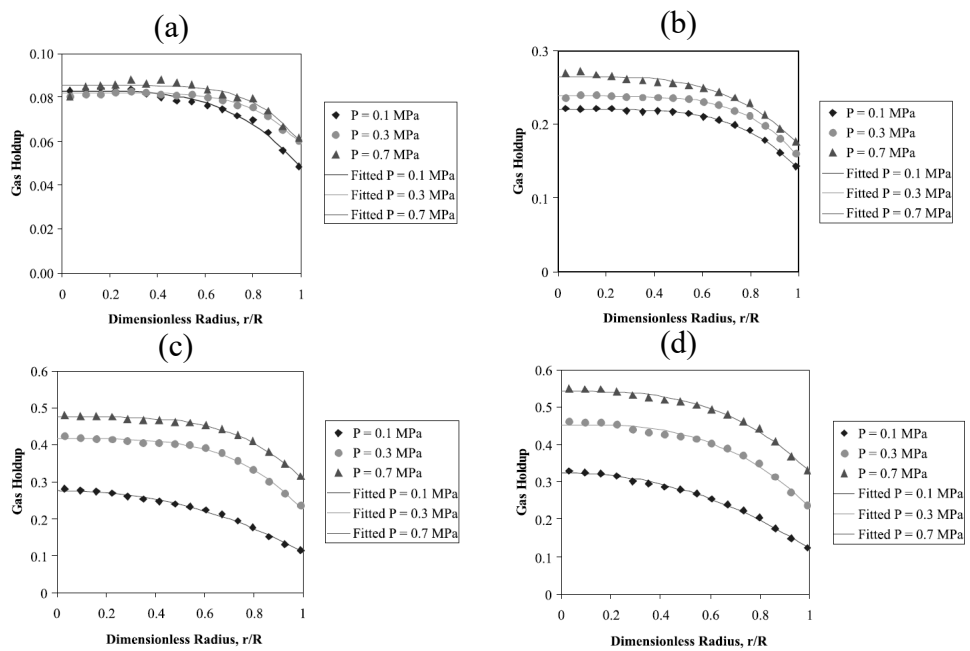 (a)
0.10
0.08
0.06
0.04
0.02
0.00
Gas Holdup
0
0.2
0.4
0.6
0.8
1
Dimensionless Radius, r/R
P = 0.1 MPa
P = 0.3 MPa
P = 0.7 MPa
Fitted P = 0.1 MPa
Fitted P = 0.3 MPa
Fitted P = 0.7 MPa
(b)
0.3
0.2
0.1
0
Gas Holdup
0
0.2
0.4
0.6
0.8
1
Dimensionless Radius, r/R
P = 0.1 MPa
P = 0.3 MPa
P = 0.7 MPa
Fitted P = 0.1 MPa
Fitted P = 0.3 MPa
Fitted P = 0.7 MPa
(c)
0.6
0.5
0.4
0.3
0.2
0.1
0
Gas Holdup
0
0.2
0.4
0.6
0.8
1
Dimensionless Radius, r/R
P = 0.1 MPa
P = 0.3 MPa
P = 0.7 MPa
Fitted P = 0.1 MPa
Fitted P = 0.3 MPa
Fitted P = 0.7 MPa
(d)
0.6
0.5
0.4
0.3
0.2
0.1
0
Gas Holdup
0
0.2
0.4
0.6
0.8
1
Dimensionless Radius, r/R
P = 0.1 MPa
P = 0.3 MPa
P = 0.7 MPa
Fitted P = 0.1 MPa
Fitted P = 0.3 MPa
Fitted P = 0.7 MPa